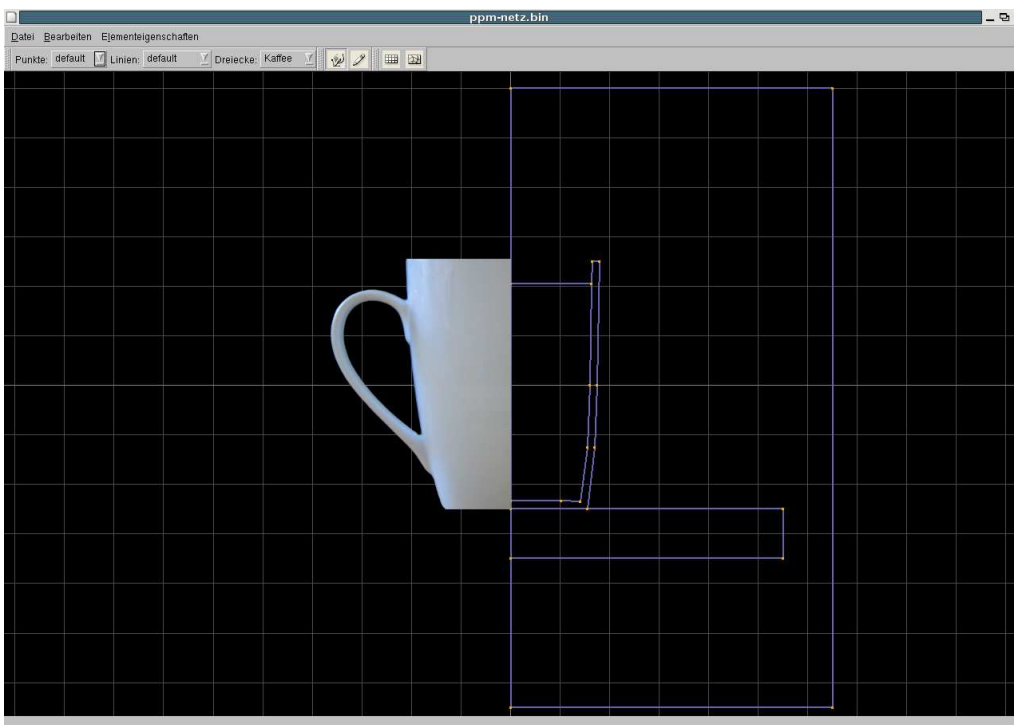 ppm-netz.bin
Datei Bearbeiten Elementeigenschaften
Punkte: default Linien: default Dreiecke: Kaffee